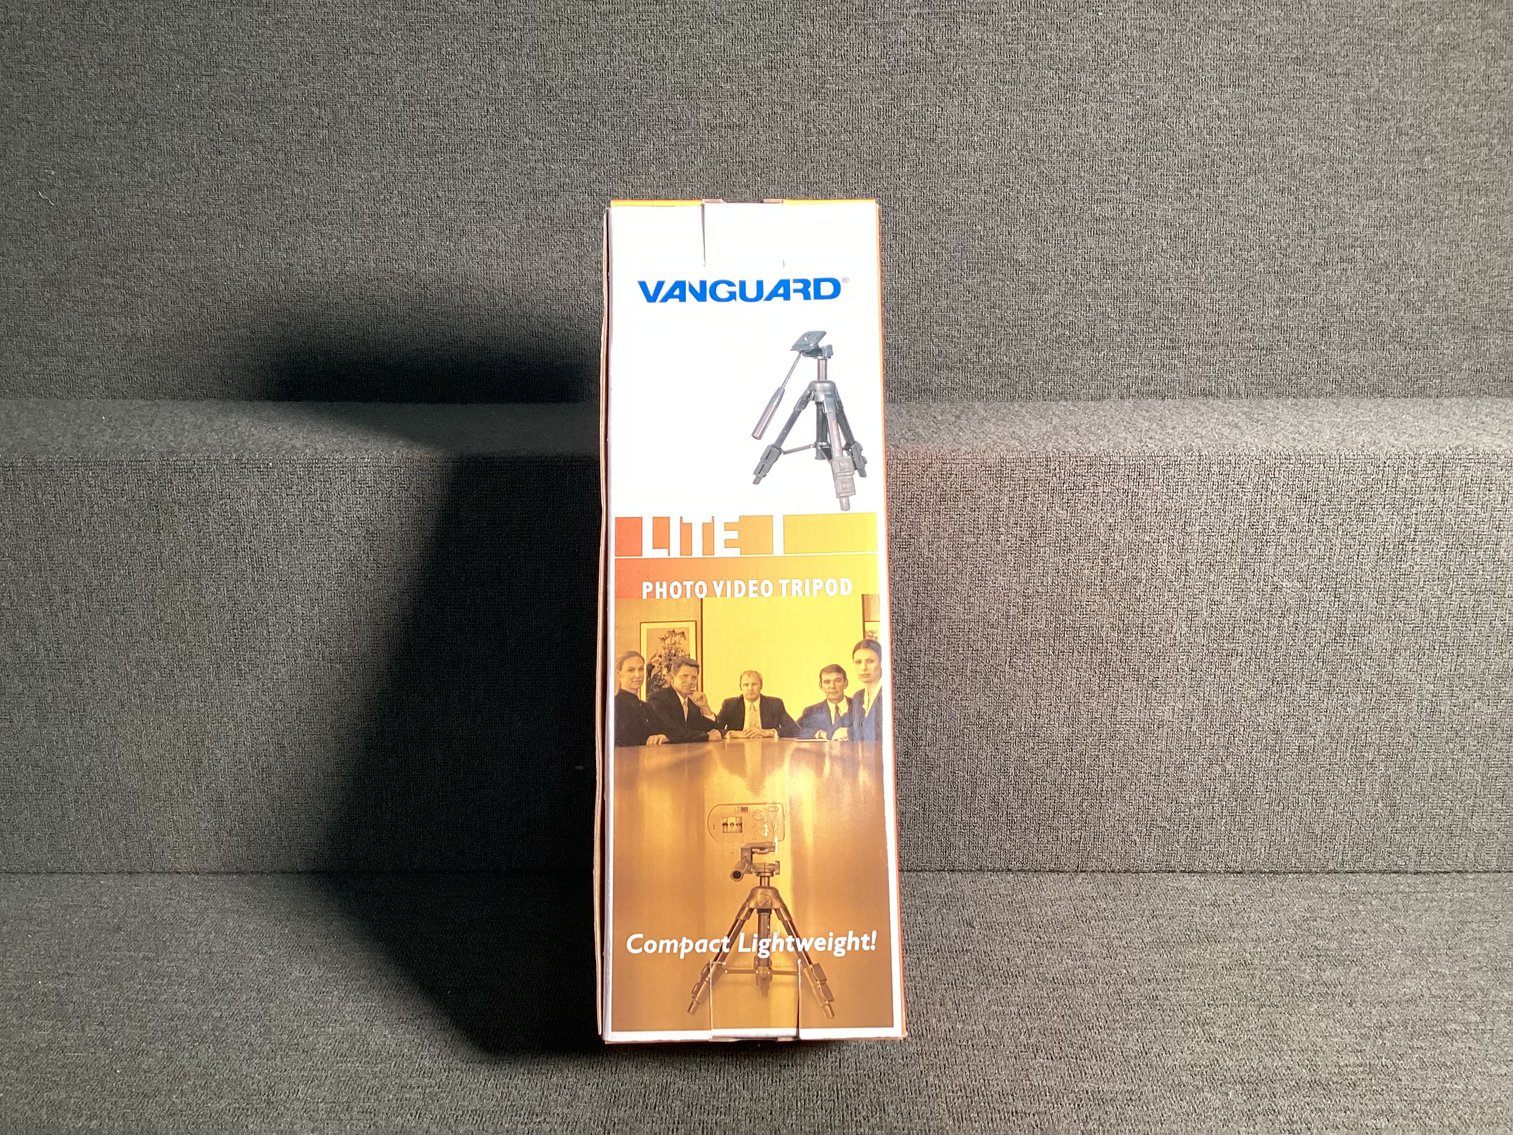 VANGUARD®
LITE 1
PHOTO VIDEO TRIPOD
Compact Lightweight!